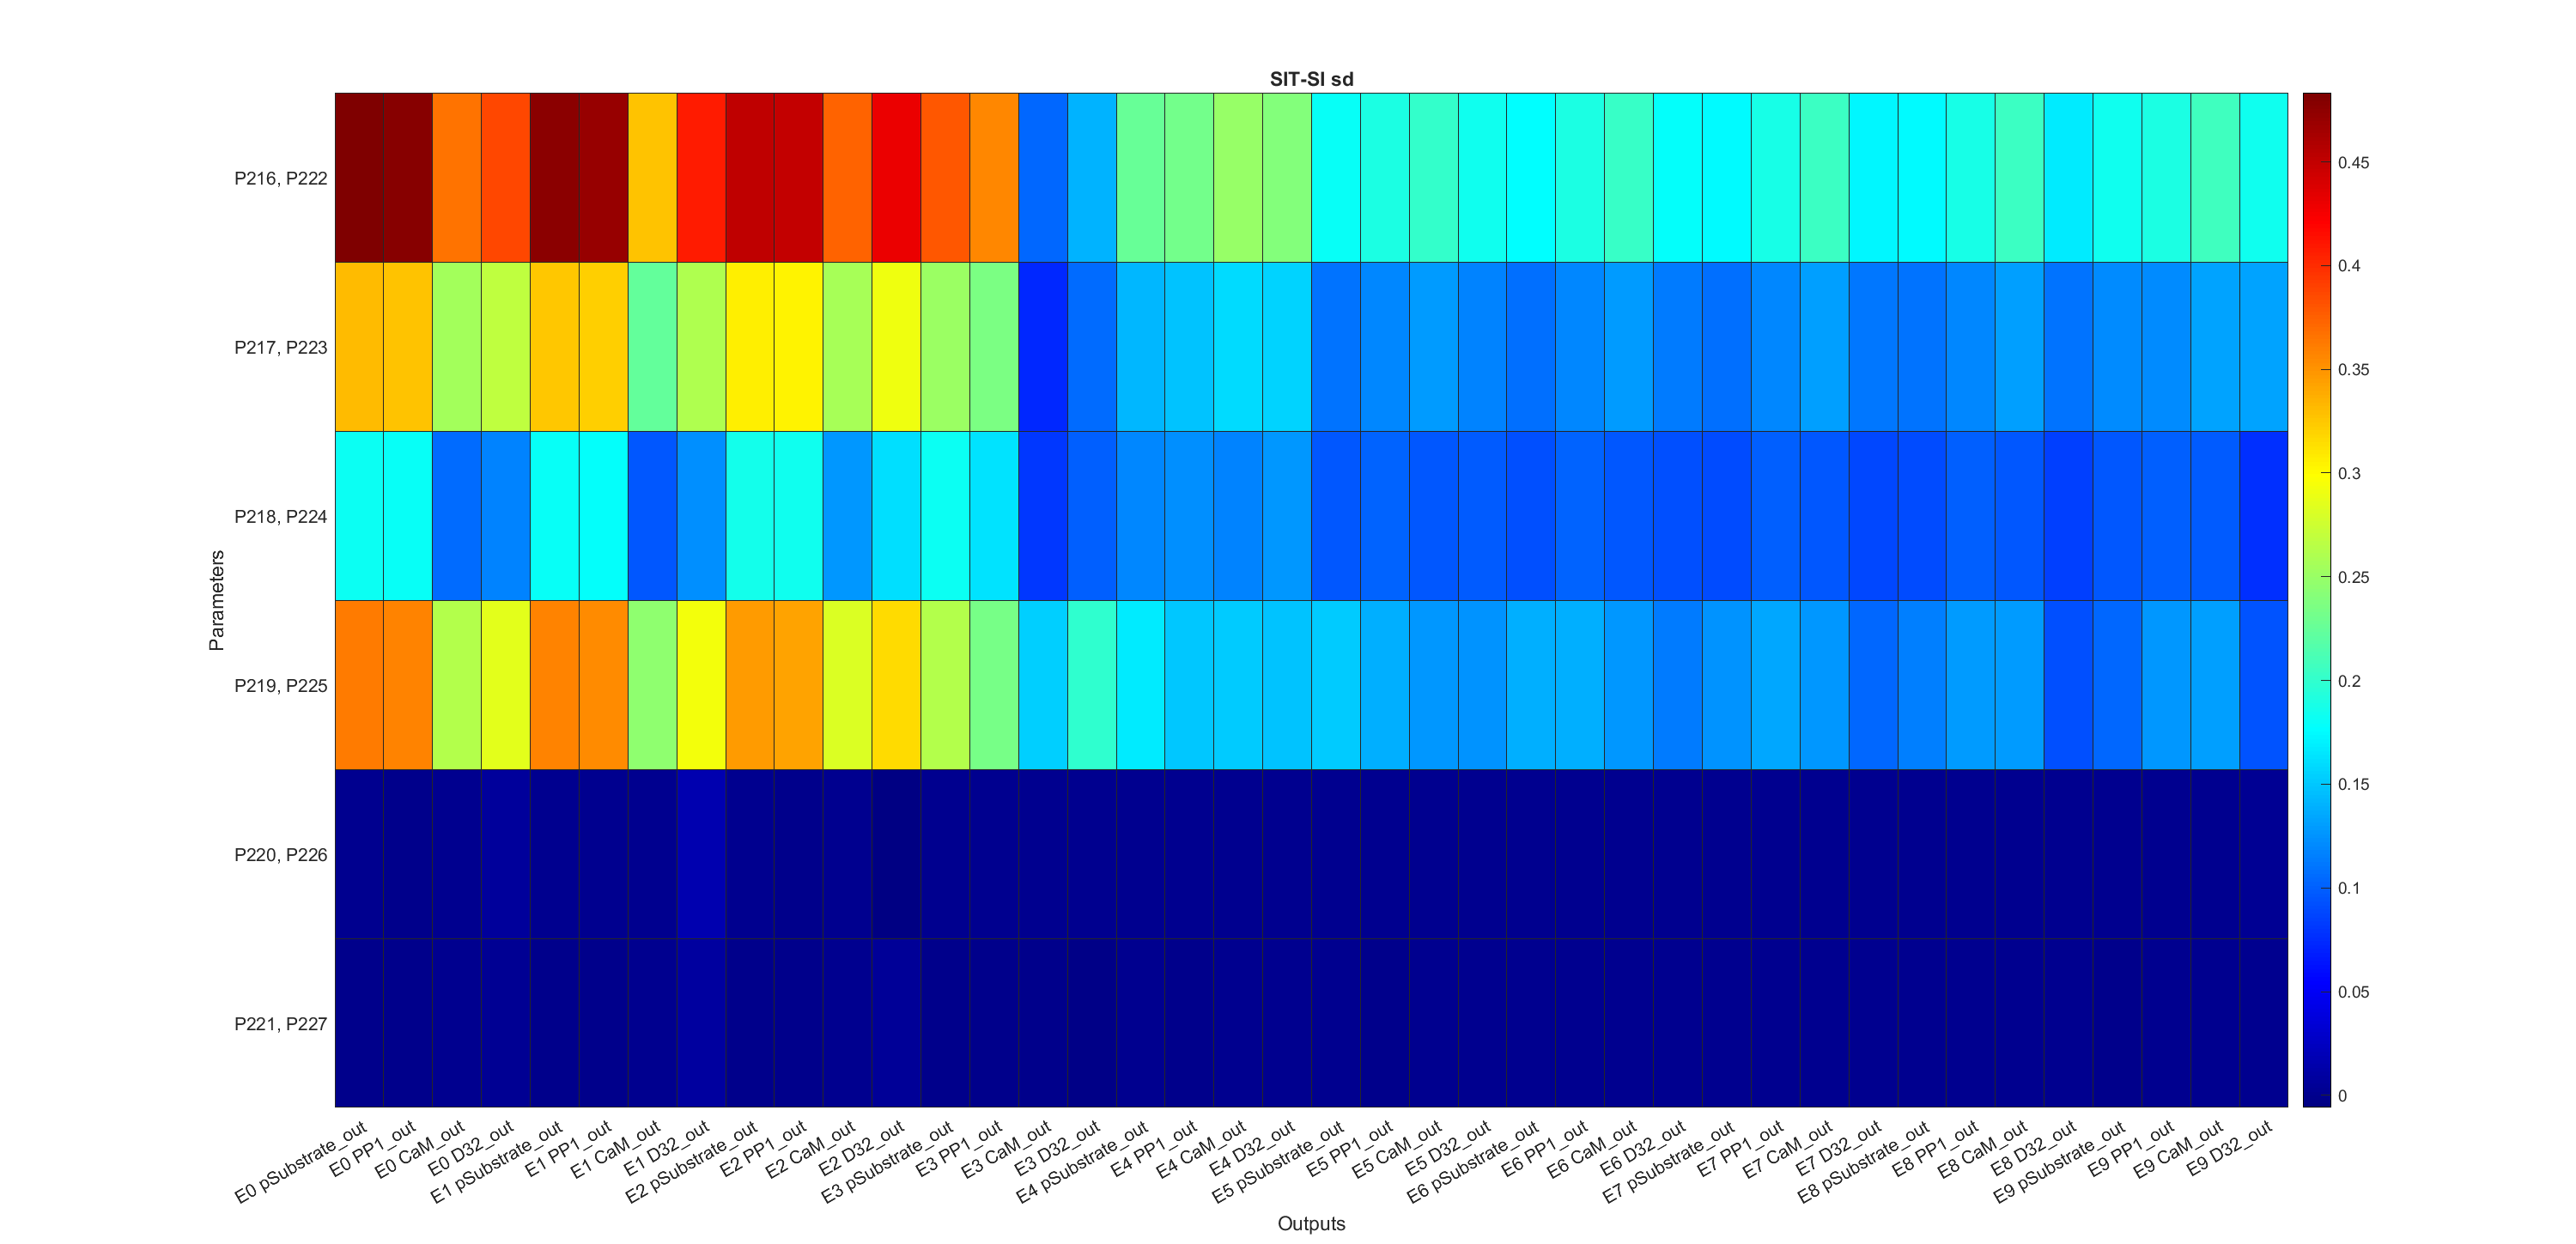 SIT-SI sd
P216, P222
P217, P223
P218, P224
P219, P225
P220, P226
P221, P227
Parameters
0.45
0.4
0.35
0.3
0.25
0.2
0.15
0.1
0.05
0
E0 pSubstrate_out
E0 PP1_out
E0 CaM_out
E0 D32_out
E1 pSubstrate_out
E1 PP1_out
E1 CaM_out
E1 D32_out
E2 pSubstrate_out
E2 PP1_out
E2 CaM_out
E2 D32_out
E3 pSubstrate_out
E3 PP1_out
E3 CaM_out
E3 D32_out
E4 pSubstrate_out
E4 PP1_out
E4 CaM_out
E4 D32_out
E5 pSubstrate_out
E5 PP1_out
E5 CaM_out
E5 D32_out
E6 pSubstrate_out
E6 PP1_out
E6 CaM_out
E6 D32_out
E7 pSubstrate_out
E7 PP1_out
E7 CaM_out
E7 D32_out
E8 pSubstrate_out
E8 PP1_out
E8 CaM_out
E8 D32_out
E9 pSubstrate_out
E9 PP1_out
E9 CaM_out
E9 D32_out
Outputs